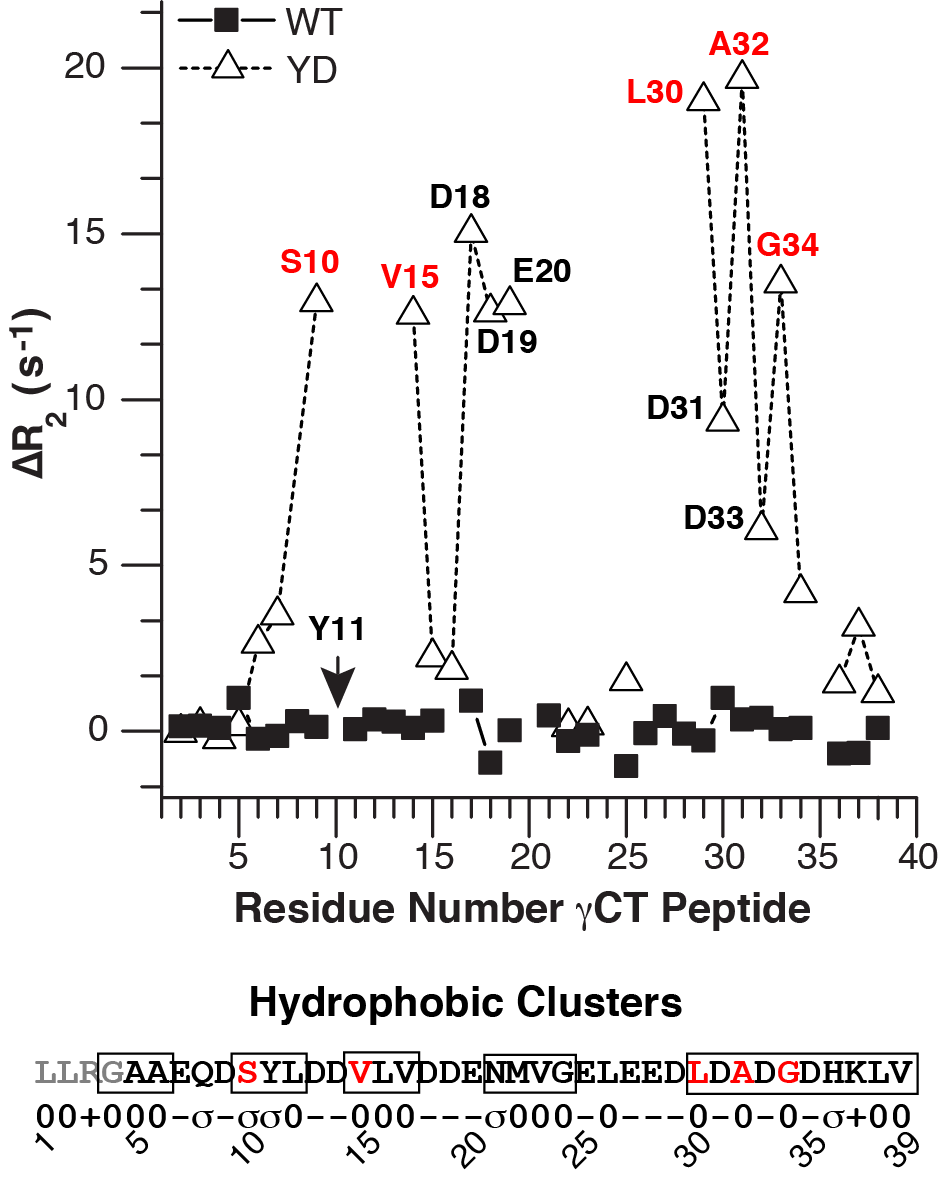 WT
YD
20
15
10
5
0
ΔR2 (s-1)
A32
L30
D18
G34
S10
V15
E20
D19
D31
D33
Y11
5 10 15 20 25 30 35 40
Residue Number γCT Peptide
Hydrophobic Clusters
LLRGAAEQDSYLDDVLVDDENMVGELEEDLDADGDHKLV
00+000-σ-σσ0--000---σ000-0---0-0-0-σ+00
1 5 10 15 20 25 30 35 39